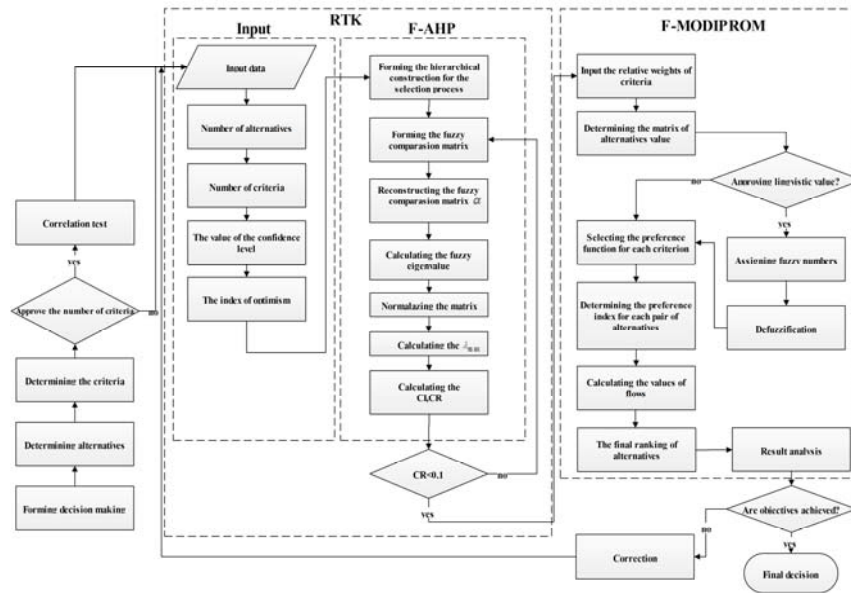 RTK
Input
F-AHP
F-MODIPROM
Input data
Number of alternatives
Number of criteria
The value of the confidence
level
The index of optimism
Forming the hierarchical
construction for the
selection process
Forming the fuzzy
comparasion matrix
Reconstructing the fuzzy
comparasion matrix α
Calculating the fuzzy
eigenvalue
Normalazing the matrix
Calculating the
Calculating the
CI,CR
CR<0.1
no
yes
Correlation test
yes
Approve the number of criteria
no
Determining the criteria
Determining alternatives
Forming decision making
Input the relative weights of
criteria
Determining the matrix of
alternatives value
lingvistic value?
no
yes
Selecting the preference
function for each criterion
Assigning fuzzy numbers
Determining the preference
index for each pair of
alternatives
Defuzzification
Calculating the values of
flows
The final ranking of
alternatives
Result analysis
Are objectives achieved?
no
yes
Correction
Final decision